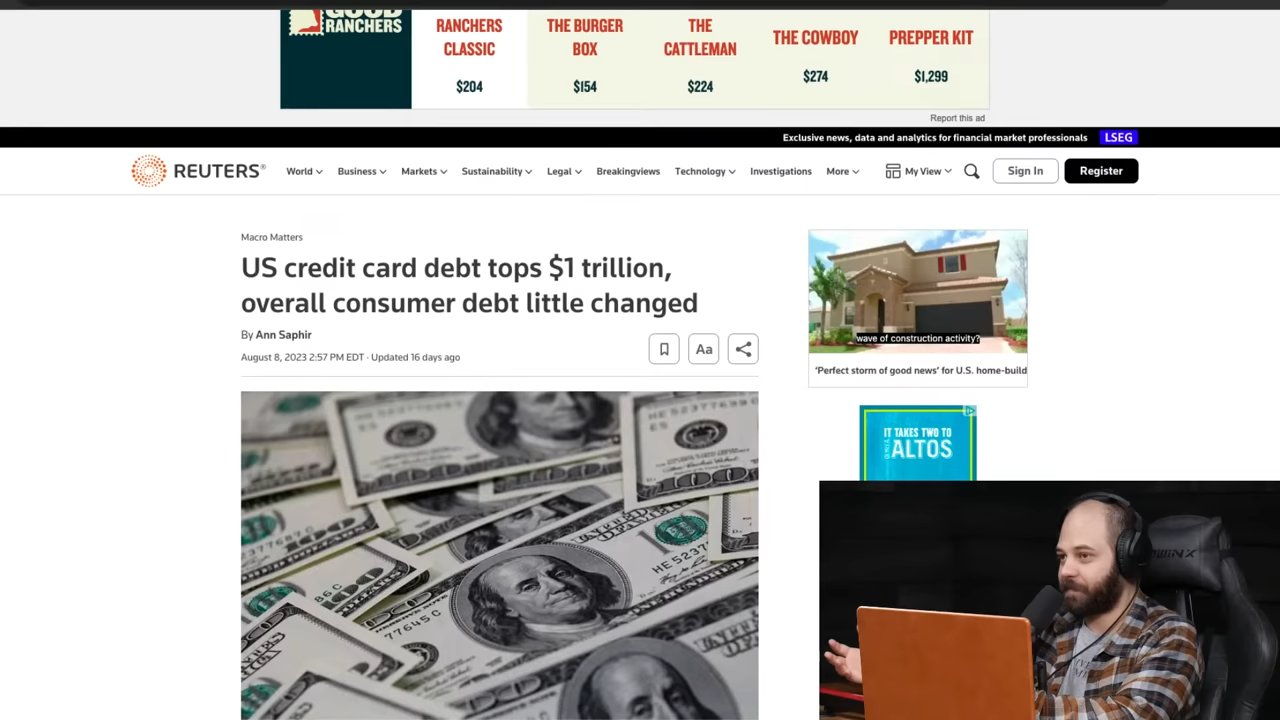 GOOD
RANCHERS
RANCHERS
CLASSIC
$204
THE BURGER
BOX
$154
THE
CATTLEMAN
$224
THE COWBOY
$274
PREPPER KIT
$1,299
Report this ad
Exclusive news, data and analytics for financial market professionals LSEG
REUTERS®
World Business Markets Sustainability Legal Breakingviews Technology Investigations More My View Sign In Register
Macro Matters
US credit card debt tops $1 trillion,
overall consumer debt little changed
By Ann Saphir
August 8, 2023 2:57 PM EDT · Updated 16 days ago
Aa
wave of construction activity?
'Perfect storm of good news' for U.S. home-build
IT TAKES TWO TO
ALTOS
100
77645C
HE 5237